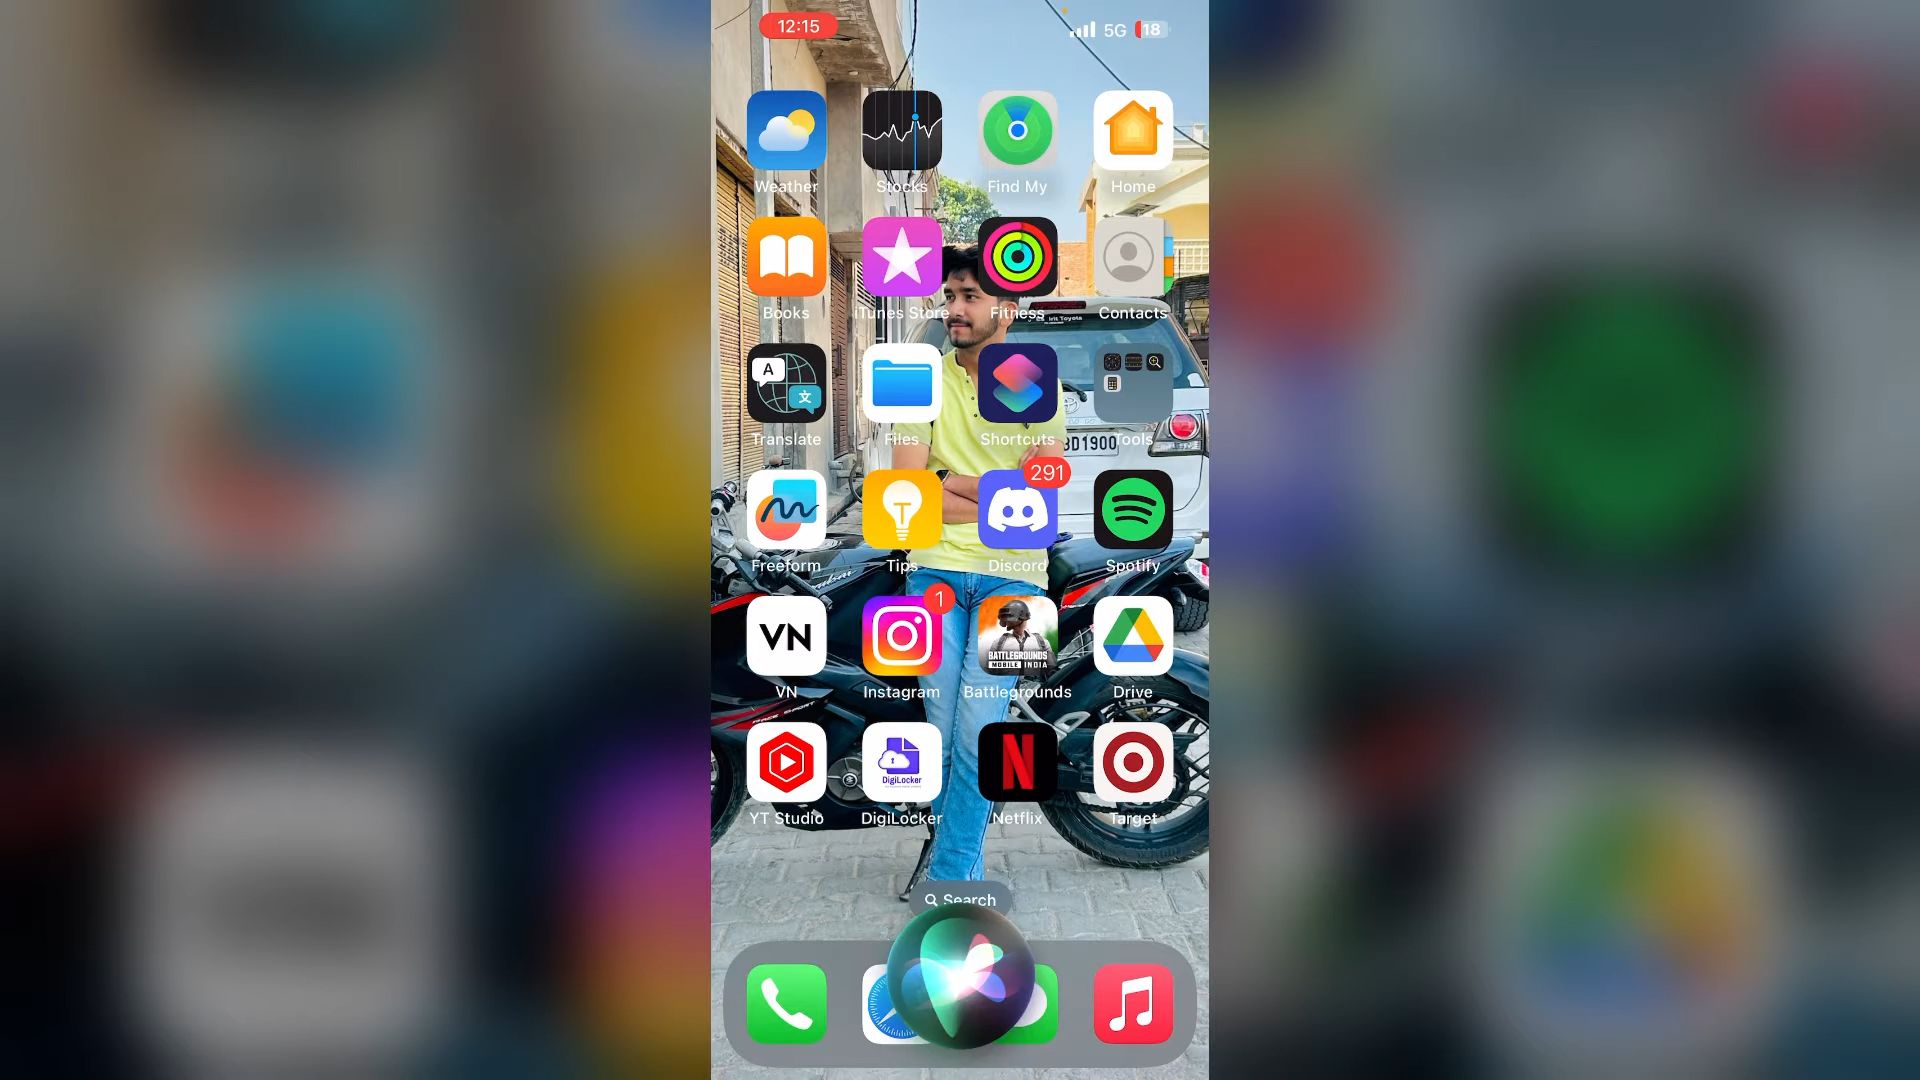 12:15
5G 18
Weather Stocks Find My Home
Books iTunes Store Fitness Contacts
A
文
Translate Files Shortcuts Tools
BD1900
291
Freeform Tips Discord Spotify
VN
1
BATTLEGROUNDS
MOBILE INDIA
VN Instagram Battlegrounds Drive
DigiLocker
N
YT Studio DigiLocker Netflix Target
Search